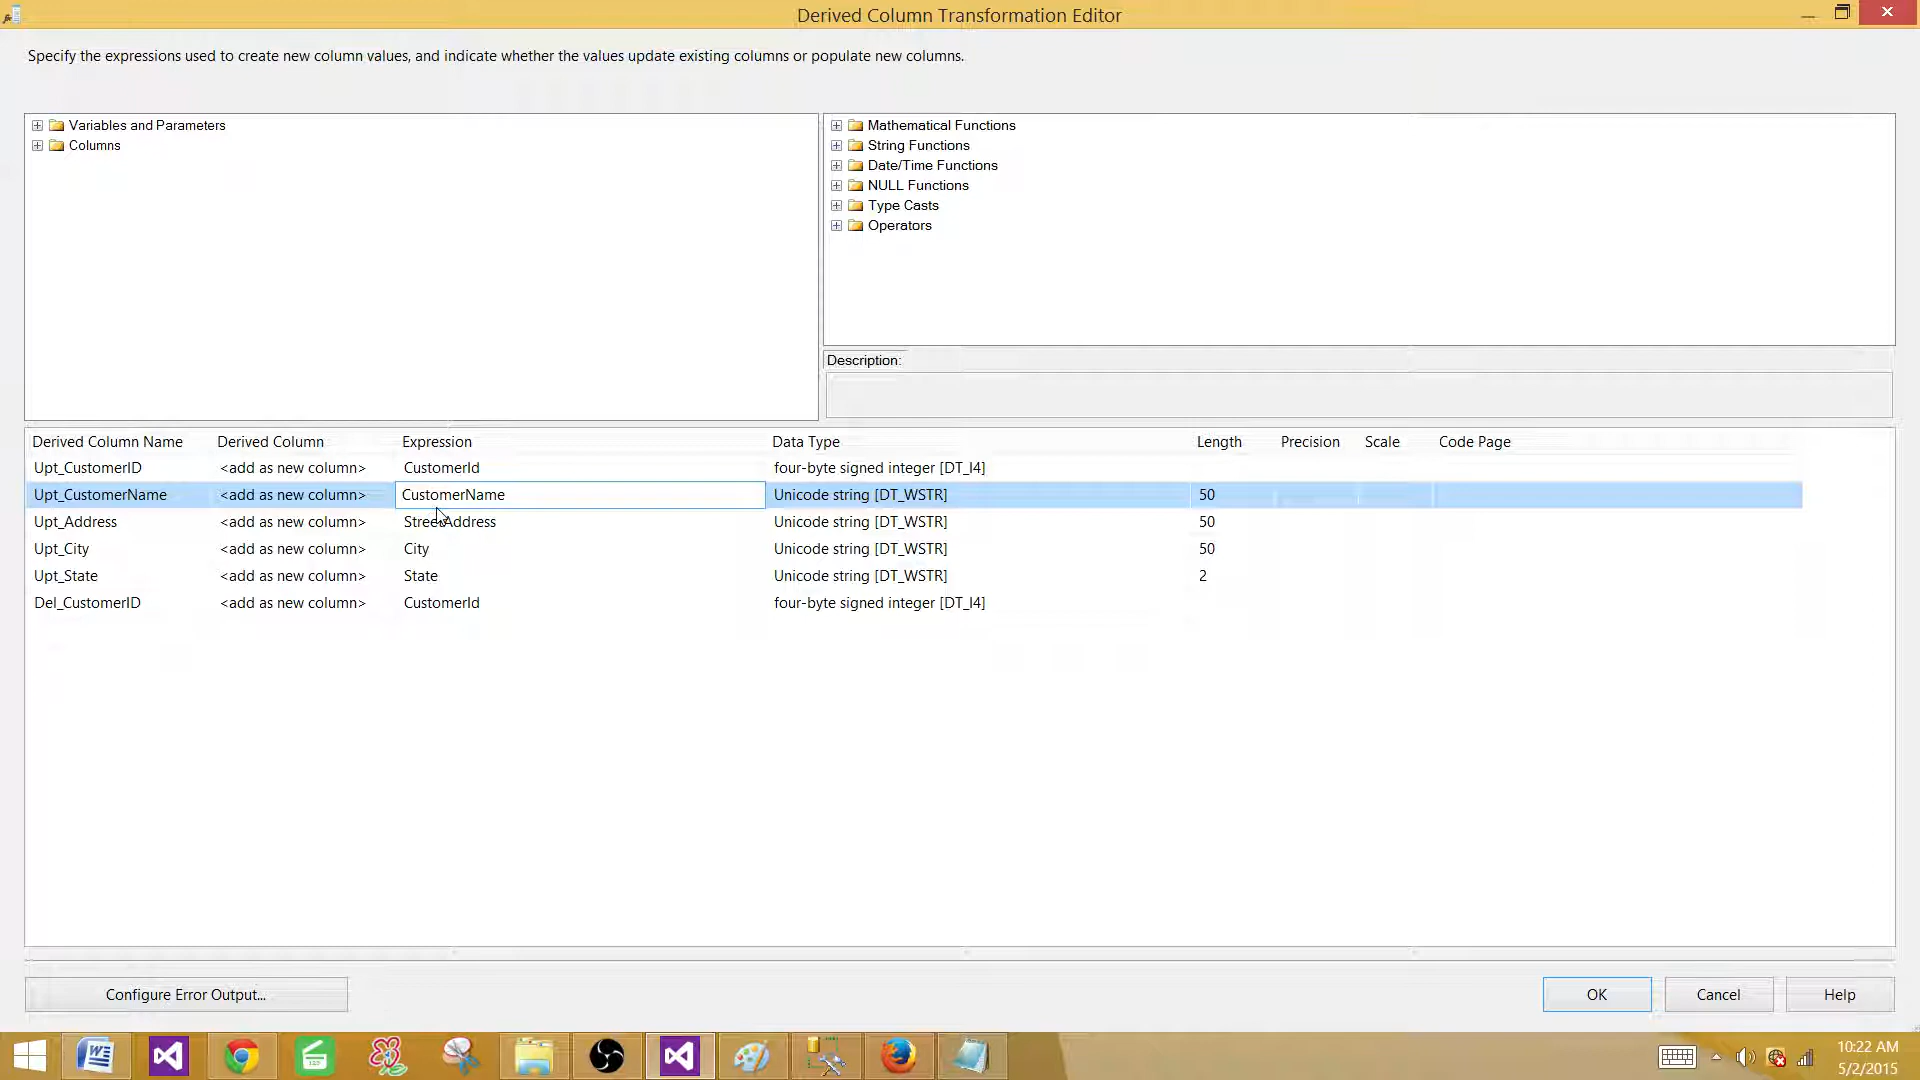 Derived Column Transformation Editor
Specify the expressions used to create new column values, and indicate whether the values update existing columns or populate new columns.
Variables and Parameters
Columns
Mathematical Functions
String Functions
Date/Time Functions
NULL Functions
Type Casts
Operators
Description:
Derived Column Name Derived Column Expression Data Type Length Precision Scale Code Page
Upt_CustomerID <add as new column> CustomerId four-byte signed integer [DT_I4]
Upt_CustomerName <add as new column> CustomerName Unicode string [DT_WSTR] 50
Upt_Address <add as new column> StreetAddress Unicode string [DT_WSTR] 50
Upt_City <add as new column> City Unicode string [DT_WSTR] 50
Upt_State <add as new column> State Unicode string [DT_WSTR] 2
Del_CustomerID <add as new column> CustomerId four-byte signed integer [DT_I4]
Configure Error Output... OK Cancel Help
10:22 AM
5/2/2015